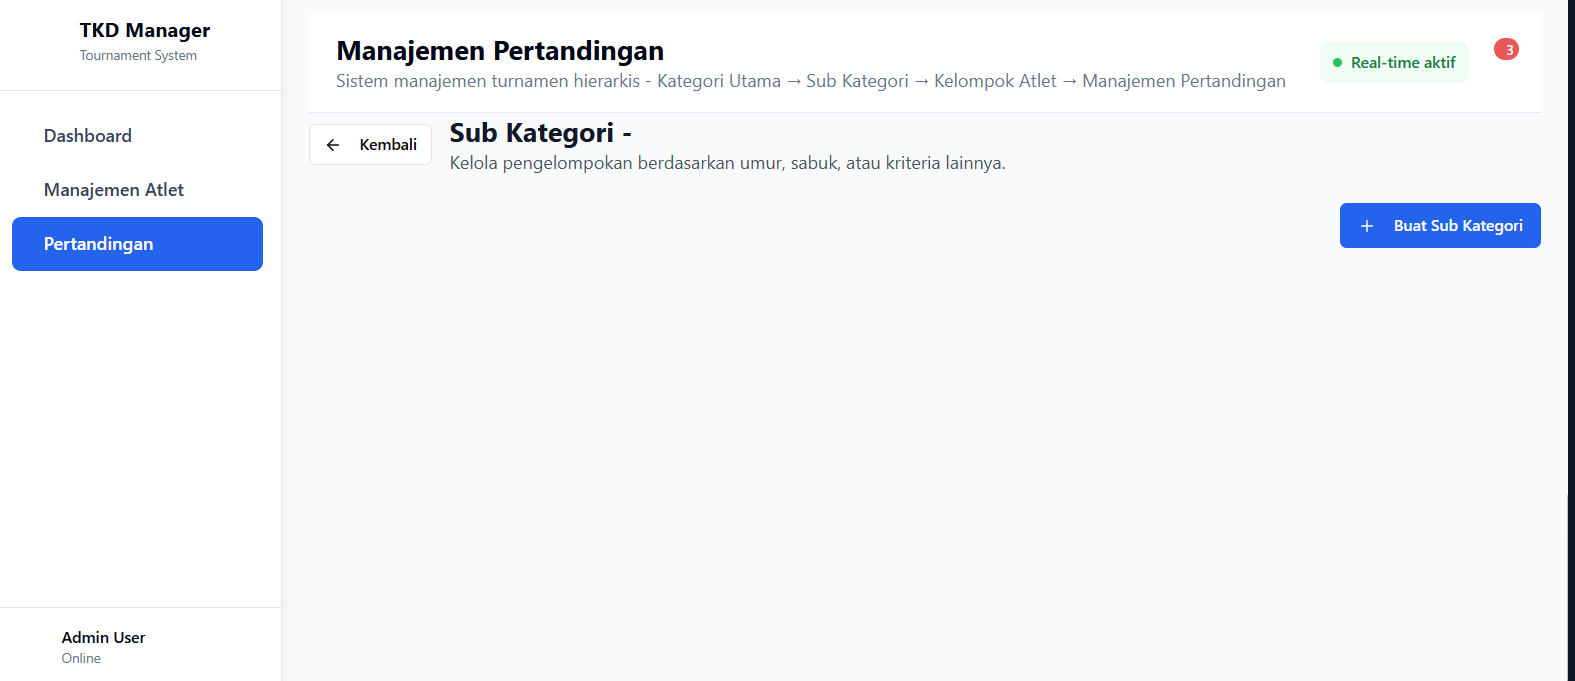 TKD Manager
Tournament System
Dashboard
Manajemen Atlet
Pertandingan
Admin User
Online
Manajemen Pertandingan
Sistem manajemen turnamen hierarkis - Kategori Utama → Sub Kategori → Kelompok Atlet → Manajemen Pertandingan
Real-time aktif
3
← Kembali
Sub Kategori -
Kelola pengelompokan berdasarkan umur, sabuk, atau kriteria lainnya.
+ Buat Sub Kategori